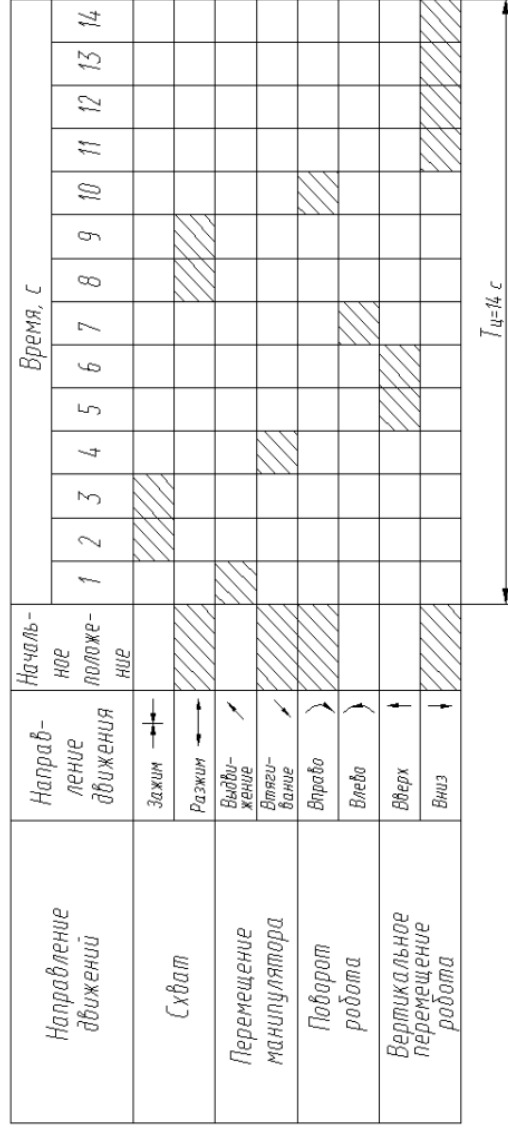 Направление
движений
Направ-
ление
движения
Началь-
ное
положе-
ние
Время, с
1 2 3 4 5 6 7 8 9 10 11 12 13 14
Схват
Зажим
Разжим
Перемещение
манипулятора
Выдви-
жение
Втяги-
вание
Поворот
робота
Вправо
Влево
Вертикальное
перемещение
робота
Вверх
Вниз
Тц=14 с